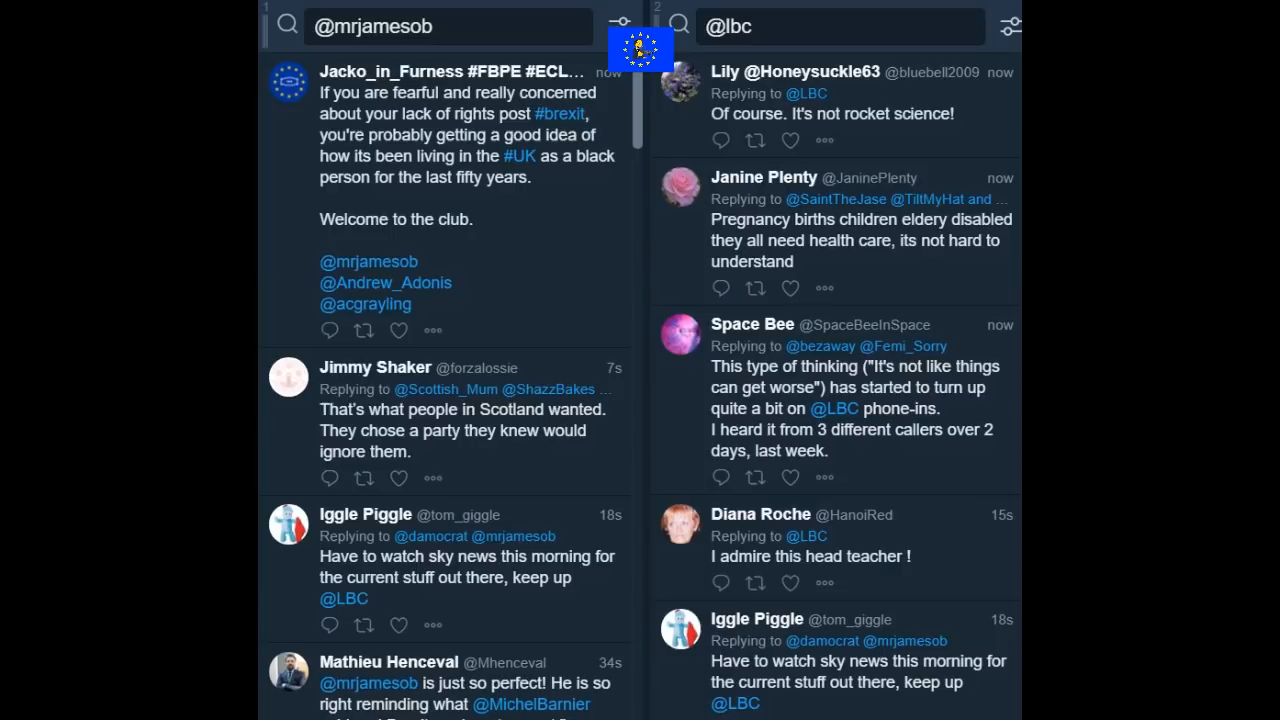 1
@mrjamesob
Jacko_in_Furness #FBPE #ECL... now
If you are fearful and really concerned
about your lack of rights post #brexit,
you're probably getting a good idea of
how its been living in the #UK as a black
person for the last fifty years.
Welcome to the club.
@mrjamesob
@Andrew_Adonis
@acgrayling
Jimmy Shaker @forzalossie 7s
Replying to @Scottish_Mum @ShazzBakes ...
That's what people in Scotland wanted.
They chose a party they knew would
ignore them.
Iggle Piggle @tom_giggle 18s
Replying to @damocrat @mrjamesob
Have to watch sky news this morning for
the current stuff out there, keep up
@LBC
Mathieu Henceval @Mhenceval 34s
@mrjamesob is just so perfect! He is so
right reminding what @MichelBarnier
2
@lbc
Lily @Honeysuckle63 @bluebell2009 now
Replying to @LBC
Of course. It's not rocket science!
Janine Plenty @JaninePlenty now
Replying to @SaintTheJase @TiltMyHat and ...
Pregnancy births children eldery disabled
they all need health care, its not hard to
understand
Space Bee @SpaceBeeInSpace now
Replying to @bezaway @Femi_Sorry
This type of thinking ("It's not like things
can get worse") has started to turn up
quite a bit on @LBC phone-ins.
I heard it from 3 different callers over 2
days, last week.
Diana Roche @HanoiRed 15s
Replying to @LBC
I admire this head teacher !
Iggle Piggle @tom_giggle 18s
Replying to @damocrat @mrjamesob
Have to watch sky news this morning for
the current stuff out there, keep up
@LBC